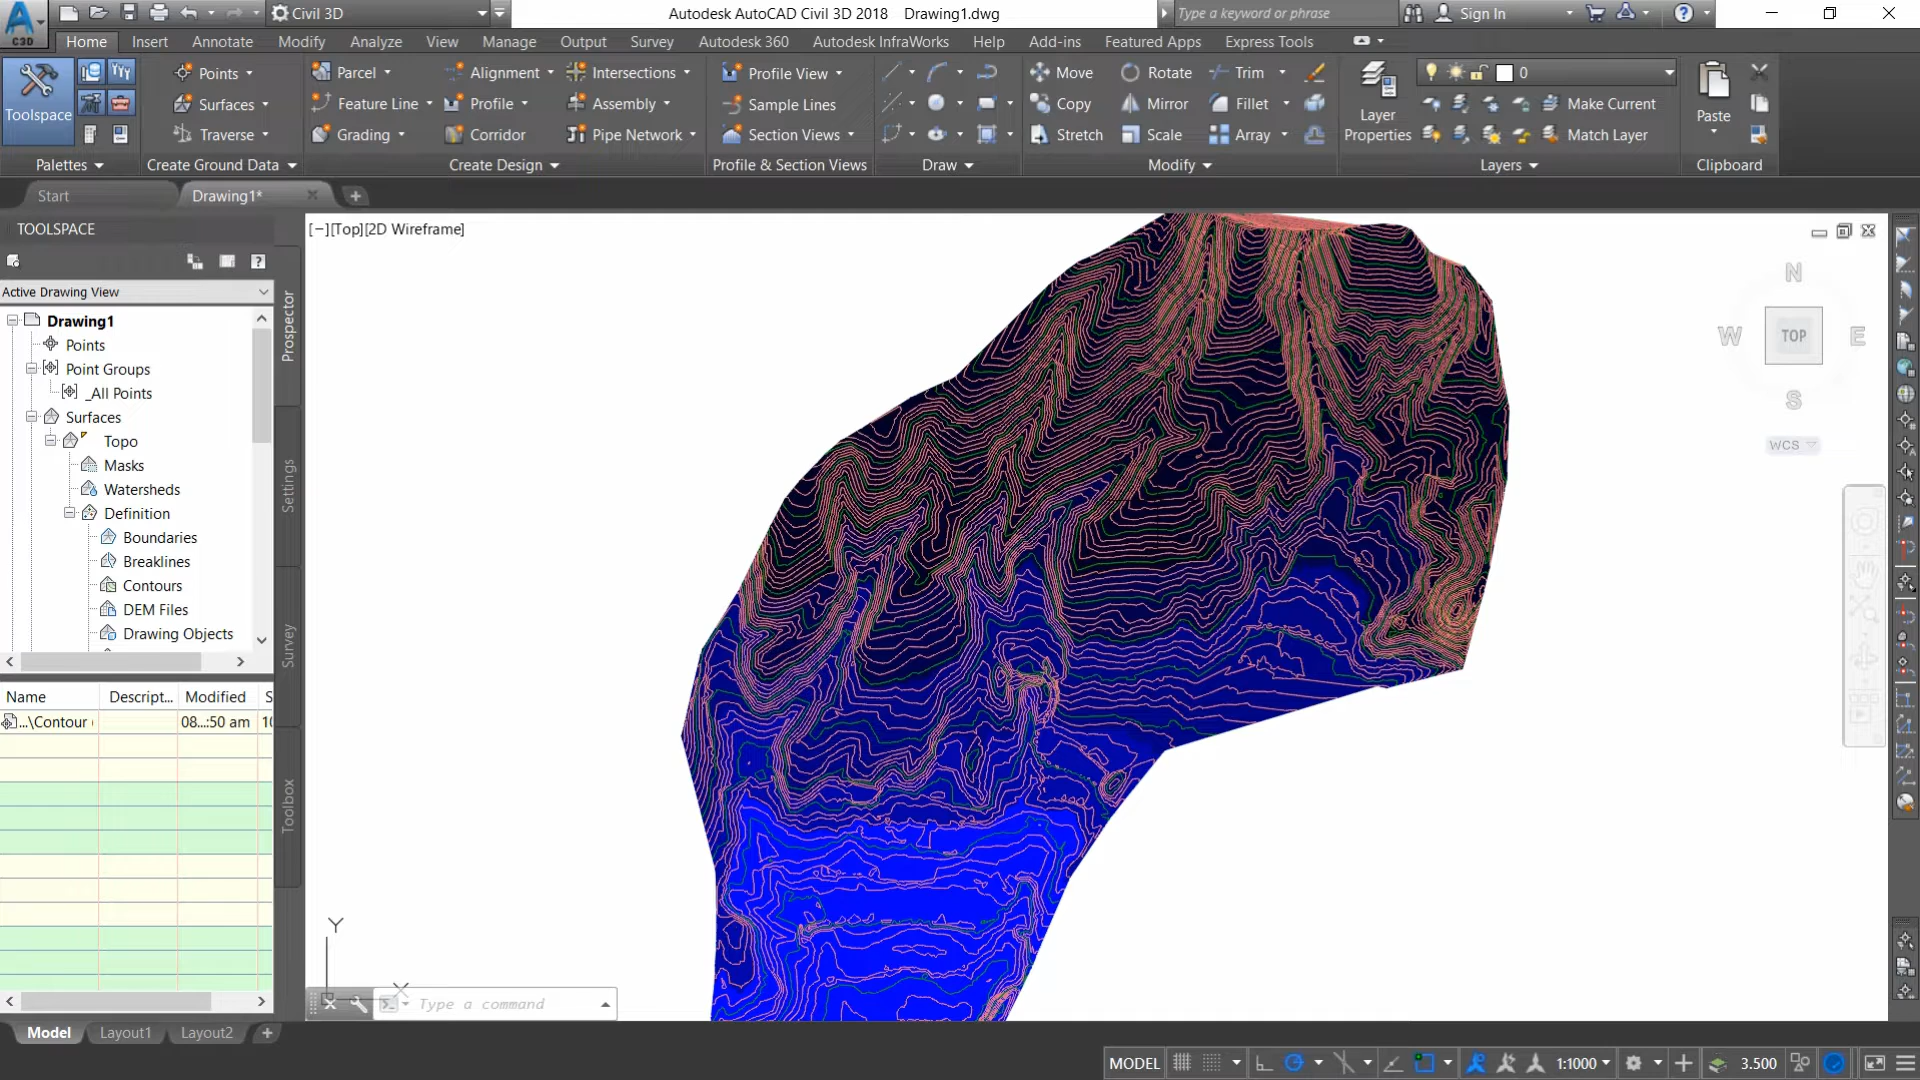 C3D
Civil 3D
Autodesk AutoCAD Civil 3D 2018 Drawing1.dwg
Type a keyword or phrase
Sign In
Home Insert Annotate Modify Analyze View Manage Output Survey Autodesk 360 Autodesk InfraWorks Help Add-ins Featured Apps Express Tools
Toolspace
Palettes
Points
Surfaces
Traverse
Create Ground Data
Parcel
Feature Line
Grading
Alignment
Profile
Corridor
Intersections
Assembly
Pipe Network
Create Design
Profile View
Sample Lines
Section Views
Profile & Section Views
Draw
Move Rotate Trim
Copy Mirror Fillet
Stretch Scale Array
Modify
Layer
Properties
0
Make Current
Match Layer
Layers
Paste
Clipboard
Start Drawing1*
TOOLSPACE
Active Drawing View
Drawing1
Points
Point Groups
_All Points
Surfaces
Topo
Masks
Watersheds
Definition
Boundaries
Breaklines
Contours
DEM Files
Drawing Objects
Prospector
Settings
Survey
Toolbox
Name Descript... Modified S
...\Contour 08...:50 am
[−][Top][2D Wireframe]
N
W TOP E
S
WCS
Y
X
Type a command
Model Layout1 Layout2
MODEL 1:1000 3.500